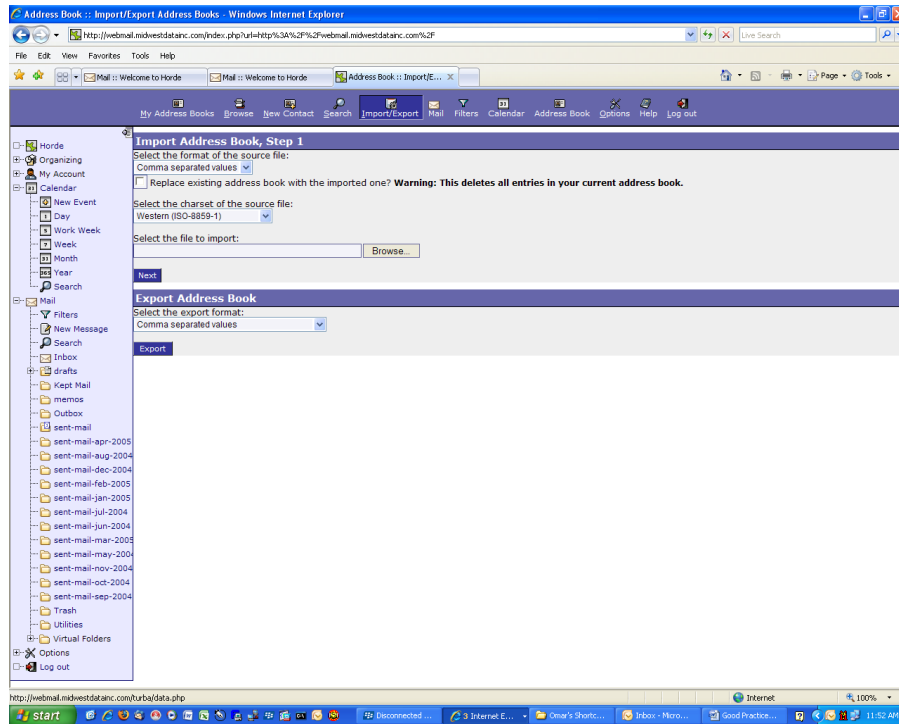 Address Book :: Import/Export Address Books - Windows Internet Explorer
http://webmail.midwestdatainc.com/index.php?url=http%3A%2F%2Fwebmail.midwestdatainc.com%2F
Live Search
File Edit View Favorites Tools Help
Mail :: Welcome to Horde
Mail :: Welcome to Horde
Address Book :: Import/E...
Page
Tools
My Address Books Browse New Contact Search Import/Export Mail Filters Calendar Address Book Options Help Log out
Horde
Organizing
My Account
Calendar
New Event
Day
Work Week
Week
Month
Year
Search
Mail
Filters
New Message
Search
Inbox
drafts
Kept Mail
memos
Outbox
sent-mail
sent-mail-apr-2005
sent-mail-aug-2004
sent-mail-dec-2004
sent-mail-feb-2005
sent-mail-jan-2005
sent-mail-jul-2004
sent-mail-jun-2004
sent-mail-mar-2005
sent-mail-may-2004
sent-mail-nov-2004
sent-mail-oct-2004
sent-mail-sep-2004
Trash
Utilities
Virtual Folders
Options
Log out
Import Address Book, Step 1
Select the format of the source file:
Comma separated values
Replace existing address book with the imported one? Warning: This deletes all entries in your current address book.
Select the charset of the source file:
Western (ISO-8859-1)
Select the file to import:
Browse...
Next
Export Address Book
Select the export format:
Comma separated values
Export
http://webmail.midwestdatainc.com/turba/data.php
Internet
100%
start
Disconnected ...
3 Internet E...
Omar's Shortc...
Inbox - Micro...
Good Practice...
11:52 AM